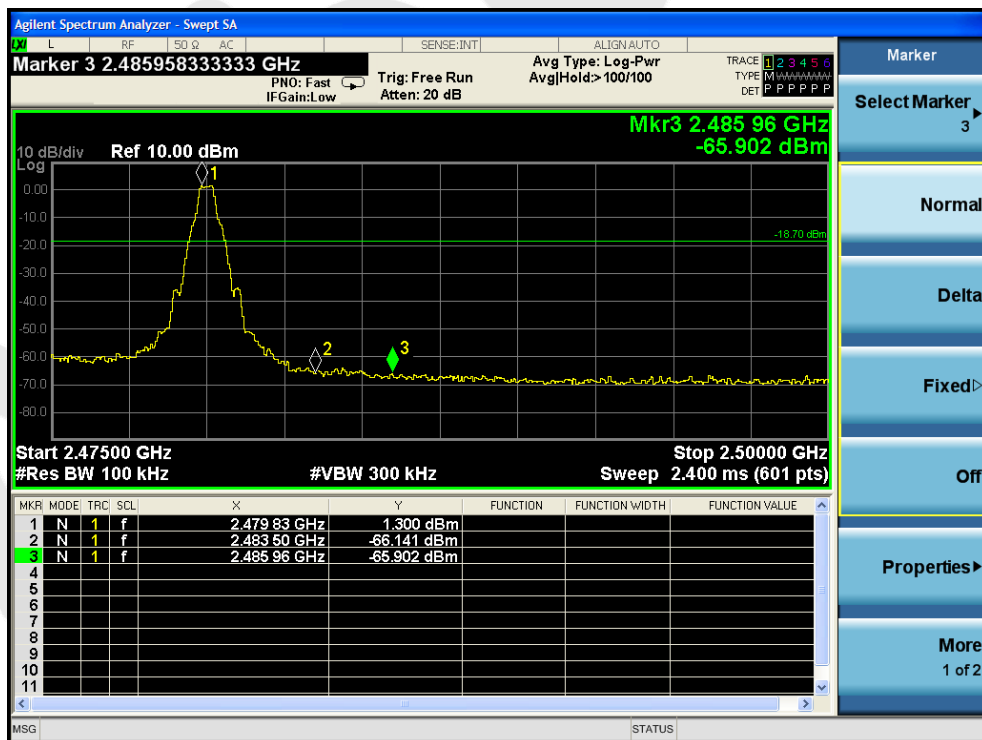 Agilent Spectrum Analyzer - Swept SA
LXI L RF 50 Ω AC SENSE:INT ALIGN AUTO
Marker 3 2.485958333333 GHz
PNO: Fast
IFGain:Low
Trig: Free Run
Atten: 20 dB
Avg Type: Log-Pwr
Avg|Hold:>100/100
TRACE 1 2 3 4 5 6
TYPE M
DET P P P P P P
Mkr3 2.485 96 GHz
-65.902 dBm
10 dB/div Ref 10.00 dBm
Log
1
0.00
-10.0
-18.70 dBm
-20.0
-30.0
-40.0
-50.0
2 3
-60.0
-70.0
-80.0
Start 2.47500 GHz Stop 2.50000 GHz
#Res BW 100 kHz #VBW 300 kHz Sweep 2.400 ms (601 pts)
MKR MODE TRC SCL X Y FUNCTION FUNCTION WIDTH FUNCTION VALUE
1 N 1 f 2.479 83 GHz 1.300 dBm
2 N 1 f 2.483 50 GHz -66.141 dBm
3 N 1 f 2.485 96 GHz -65.902 dBm
4
5
6
7
8
9
10
11
MSG STATUS
Marker
Select Marker
3
Normal
Delta
Fixed
Off
Properties
More
1 of 2